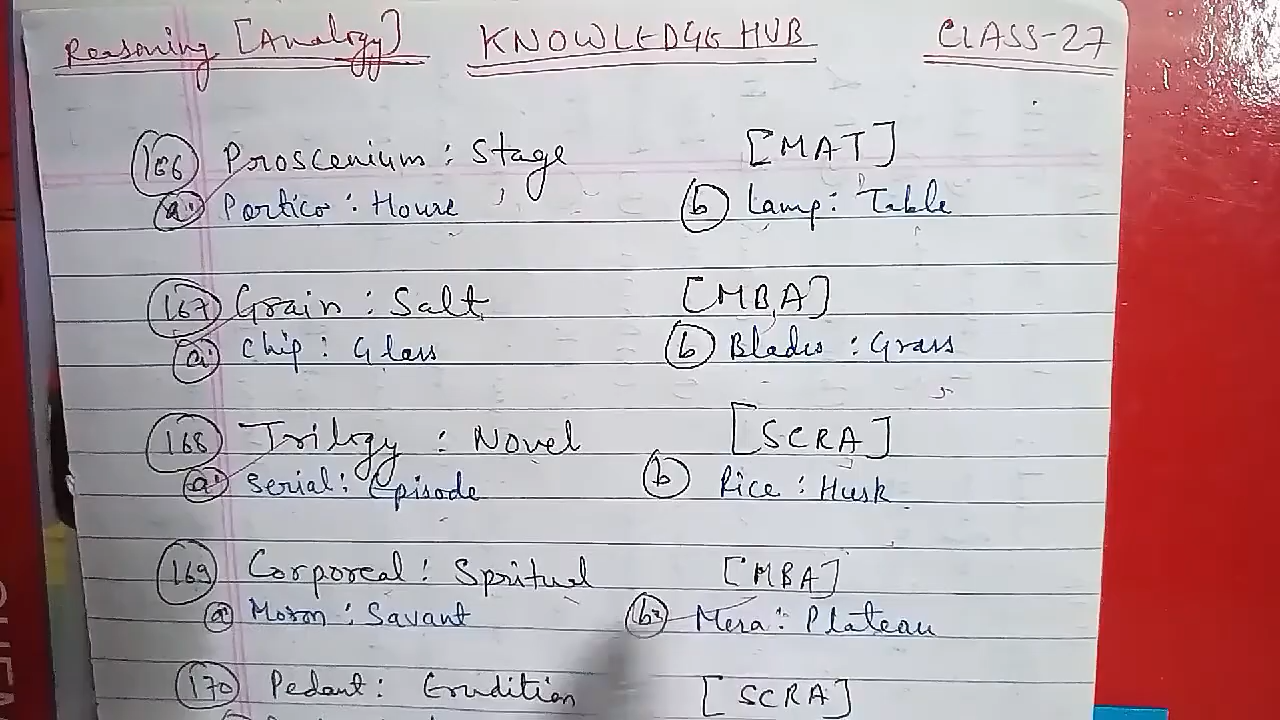 Reasoning [Analogy] KNOWLEDGE HUB CLASS-27
166 Proscenium : Stage [MAT]
a Portico : House b Lamp : Table
167 Grain : Salt [MBA]
a Chip : Glass b Blades : Grass
168 Trilogy : Novel [SCRA]
a Serial : Episode b Rice : Husk
169 Corporeal : Spritual [MBA]
a Moron : Savant b Mesa : Plateau
170 Pedant : Erudition [SCRA]